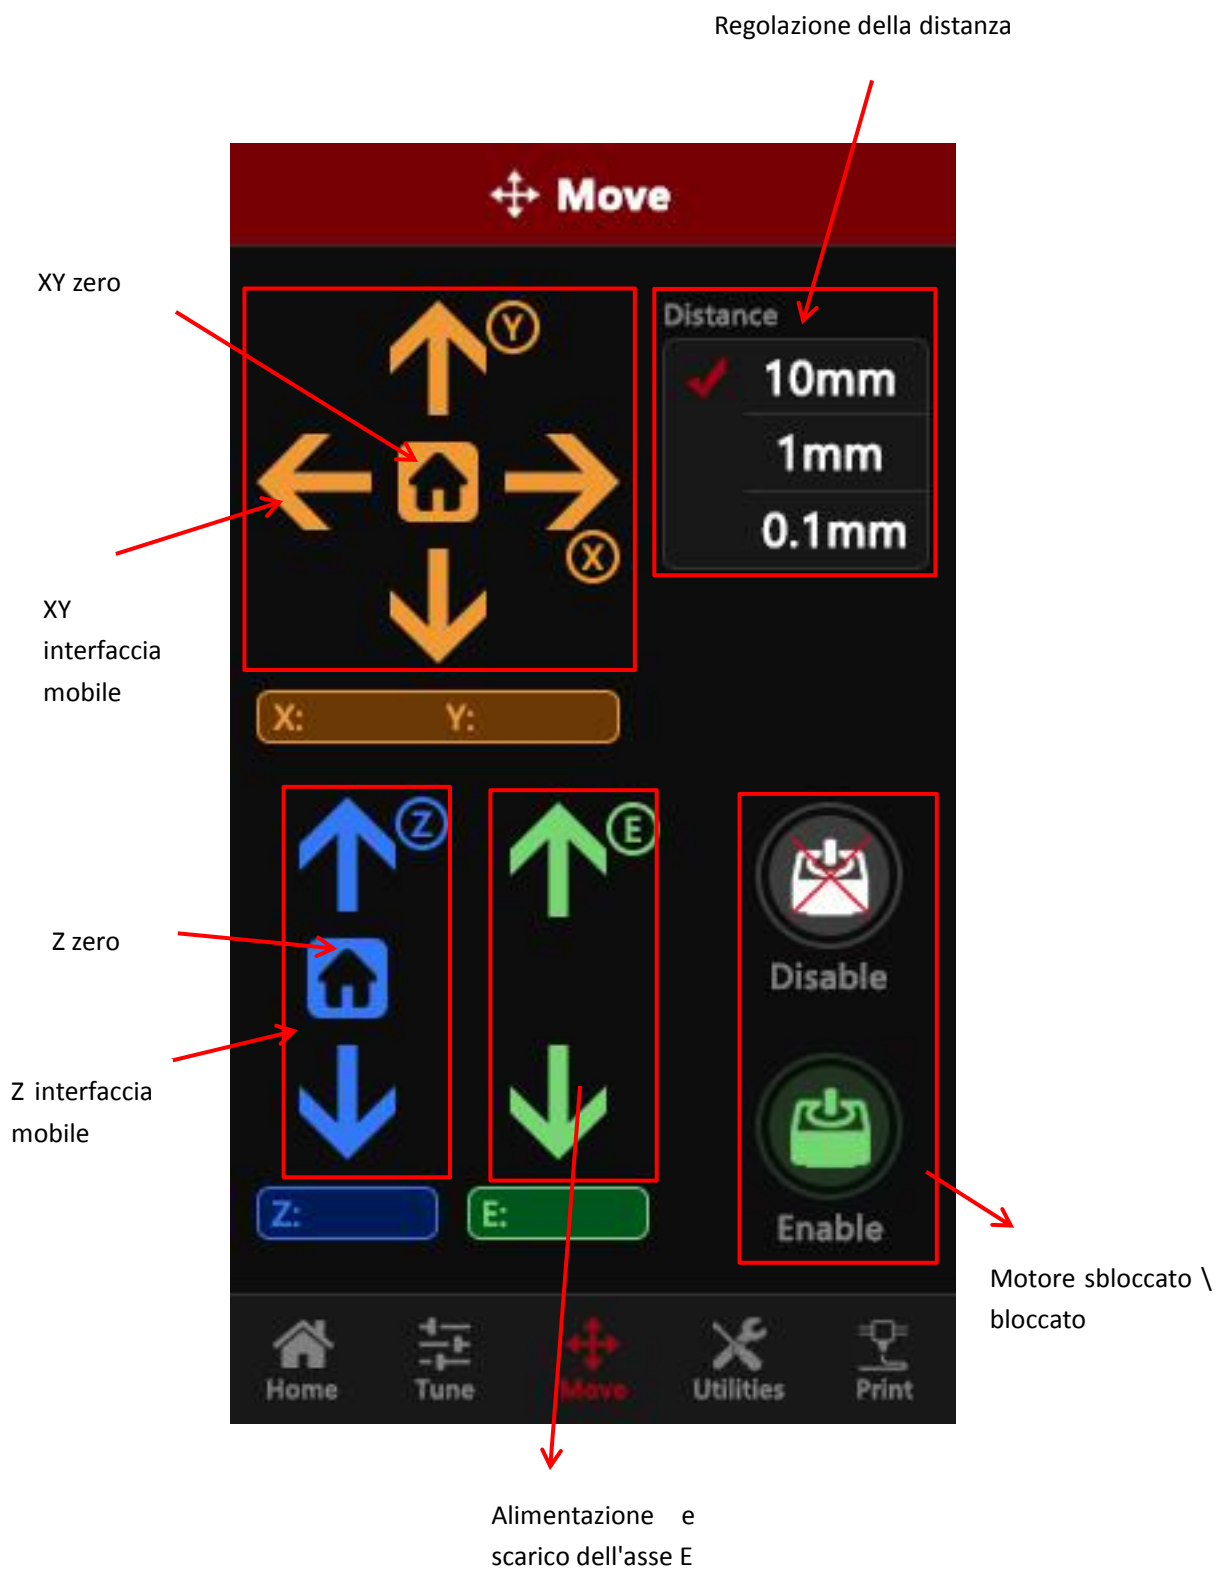 Regolazione della distanza
Move
XY zero
Y
Distance
10mm
1mm
0.1mm
X
XY
interfaccia
mobile
X: Y:
Z
E
Z zero
Disable
Z interfaccia
mobile
Z:
E:
Enable
Motore sbloccato \
bloccato
Home Tune Move Utilities Print
Alimentazione e
scarico dell'asse E